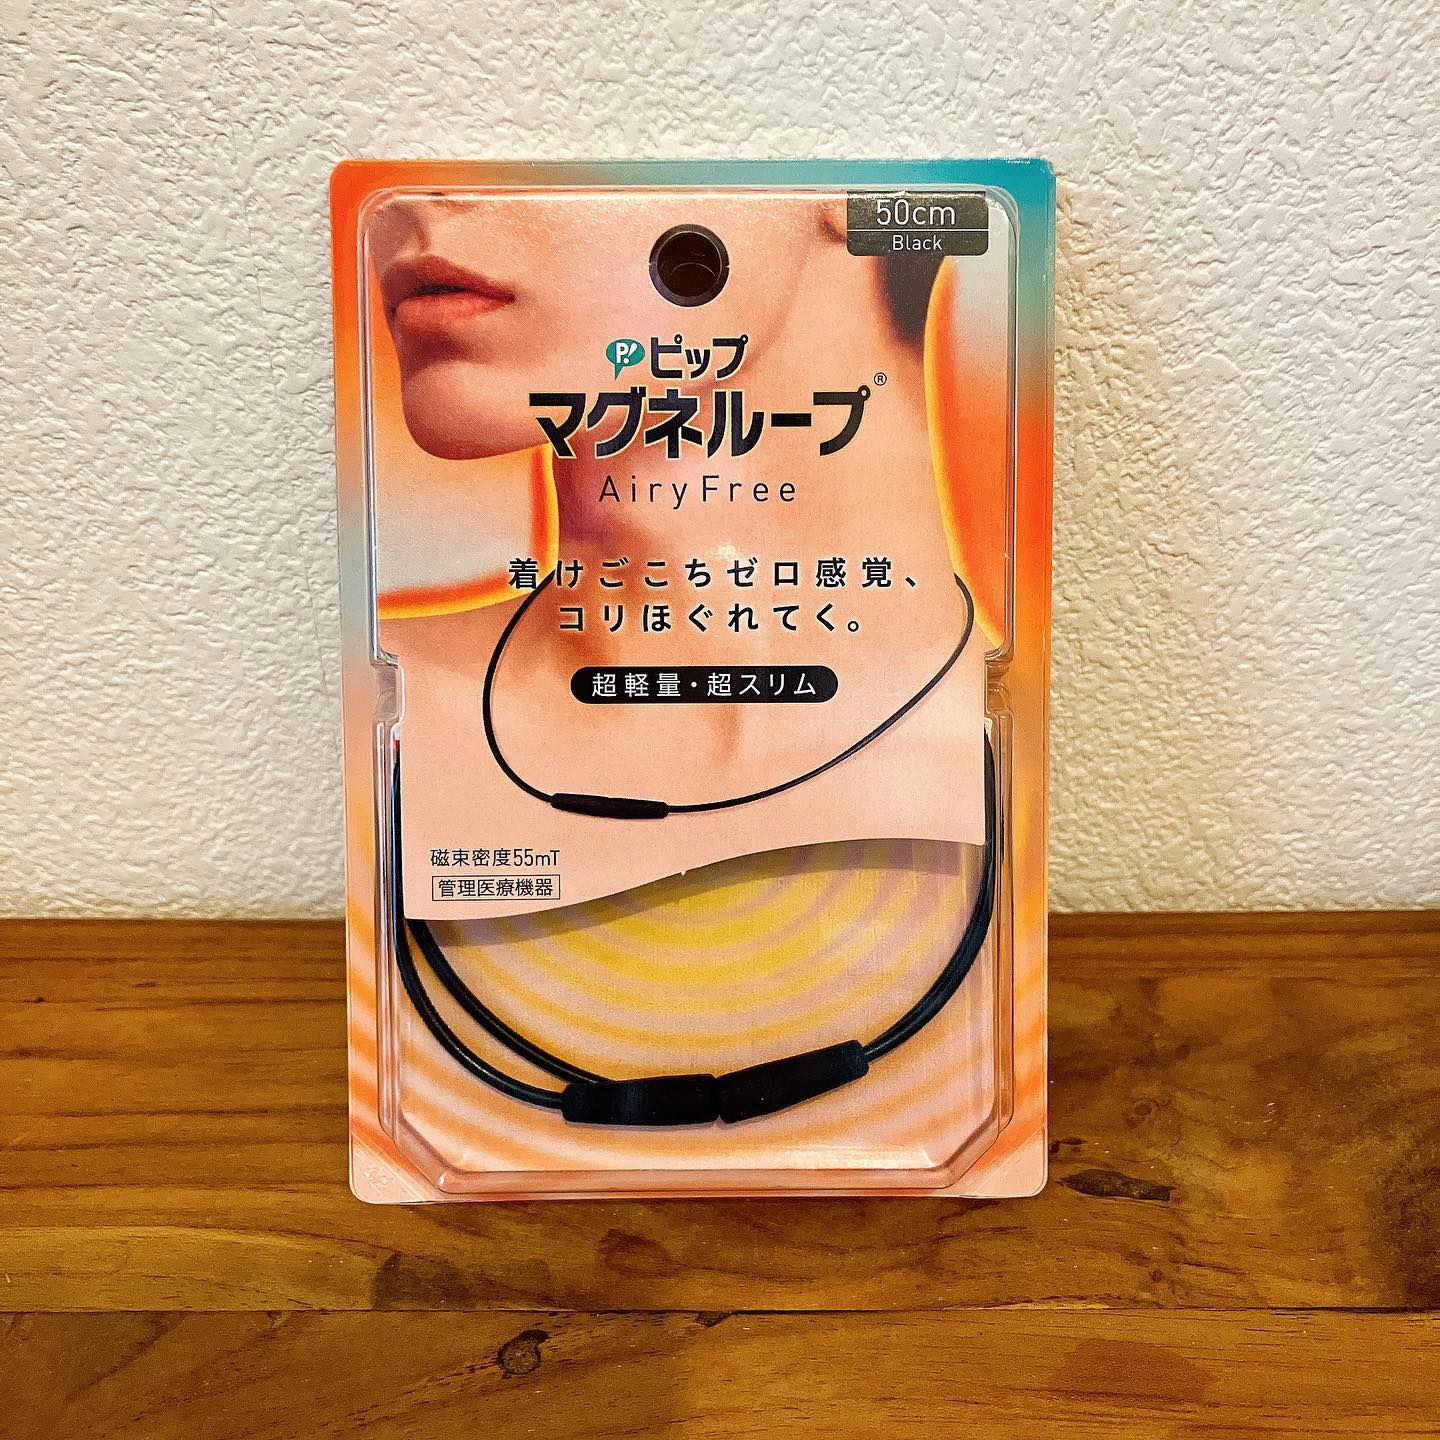 50cm
Black
P! ピップ
マグネループ®
AiryFree
着けごこちゼロ感覚、
コリほぐれてく。
超軽量・超スリム
磁束密度55mT
管理医療機器